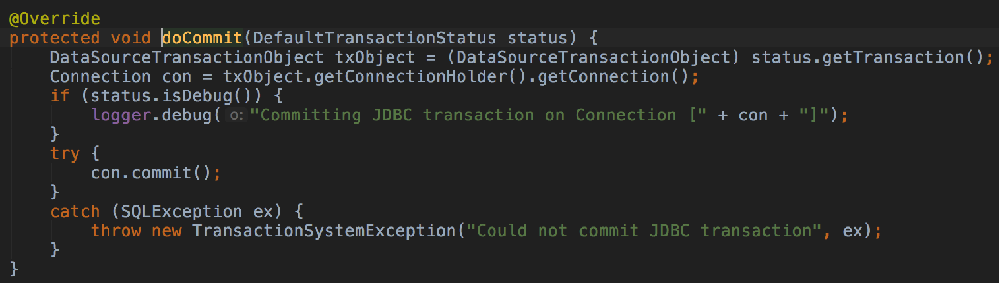 @Override
protected void doCommit(DefaultTransactionStatus status) {
    DataSourceTransactionObject txObject = (DataSourceTransactionObject) status.getTransaction();
    Connection con = txObject.getConnectionHolder().getConnection();
    if (status.isDebug()) {
        logger.debug( o: "Committing JDBC transaction on Connection [" + con + "]");
    }
    try {
        con.commit();
    }
    catch (SQLException ex) {
        throw new TransactionSystemException("Could not commit JDBC transaction", ex);
    }
}